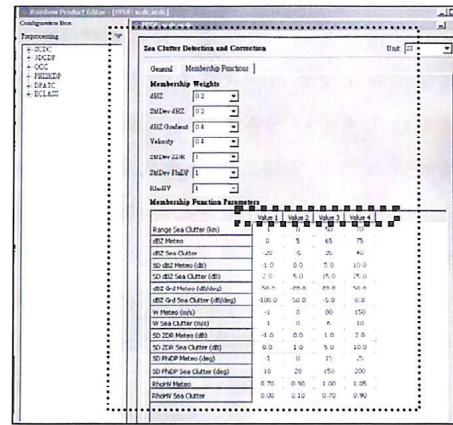 Rainbow Product Editor - [PPDF:
Configuration Box
Preprocessing
+ SCDC
+ OCC
+ PHI2KDP
+ DPATC
+ ECLASS
Sea Clutter Detection and Correction
Unit
General Membership Functions
Membership Weights
dBZ 0.2
StdDev dBZ 0.2
dBZ Gradient 0.4
Velocity 0.4
StdDev ZDR 1
StdDev PhiDP 1
RhoHV 1
Membership Function Parameters
Value 1 Value 2 Value 3 Value 4
Range Sea Clutter (km) 0 50 70
dBZ Meteo 0 5 65 75
dBZ Sea Clutter -20 -5 35 40
SD dBZ Meteo (dB) -1.0 0.0 5.0 10.0
SD dBZ Sea Clutter (dB) 2.0 5.0 15.0 25.0
dBZ Grd Meteo (dB/deg) -50.0 -20.0 20.0 50.0
dBZ Grd Sea Clutter (dB/deg) -100.0 -50.0 -5.0 0.0
Vr Meteo (m/s) -1 0 80 150
Vr Sea Clutter (m/s) -1 0 6 10
SD ZDR Meteo (dB) -1.0 0.0 1.0 2.0
SD ZDR Sea Clutter (dB) 0.0 1.0 5.0 10.0
SD PhiDP Meteo (deg) -1 0 15 25
SD PhiDP Sea Clutter (deg) 10 20 150 200
RhoHV Meteo 0.70 0.90 1.00 1.05
RhoHV Sea Clutter 0.00 0.10 0.70 0.90